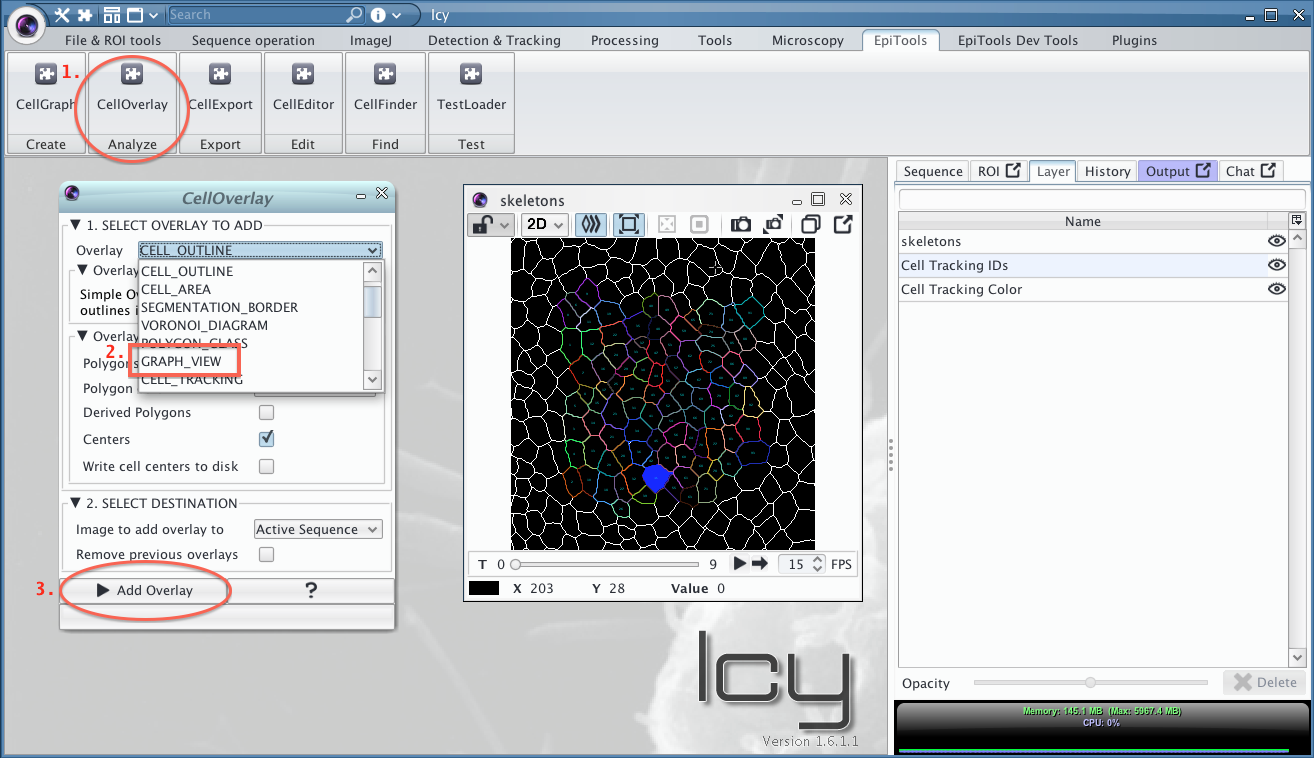 Search
Icy
File & ROI tools Sequence operation ImageJ Detection & Tracking Processing Tools Microscopy EpiTools EpiTools Dev Tools Plugins
1.
CellGraph CellOverlay CellExport CellEditor CellFinder TestLoader
Create Analyze Export Edit Find Test
Sequence ROI Layer History Output Chat
Name
skeletons
Cell Tracking IDs
Cell Tracking Color
Opacity Delete
Memory: 145.1 MB (Max: 5967.4 MB)
CPU: 0%
CellOverlay
1. SELECT OVERLAY TO ADD
Overlay CELL_OUTLINE
CELL_OUTLINE
CELL_AREA
SEGMENTATION_BORDER
VORONOI_DIAGRAM
POLYGON_CLASS
2. GRAPH_VIEW
CELL_TRACKING
Overlay
Simple Ov
outlines i
Overlay
Polygons
Polygon
Derived Polygons
Centers
Write cell centers to disk
2. SELECT DESTINATION
Image to add overlay to Active Sequence
Remove previous overlays
3. Add Overlay ?
skeletons
2D
T 0 9 15 FPS
X 203 Y 28 Value 0
Icy
Version 1.6.1.1